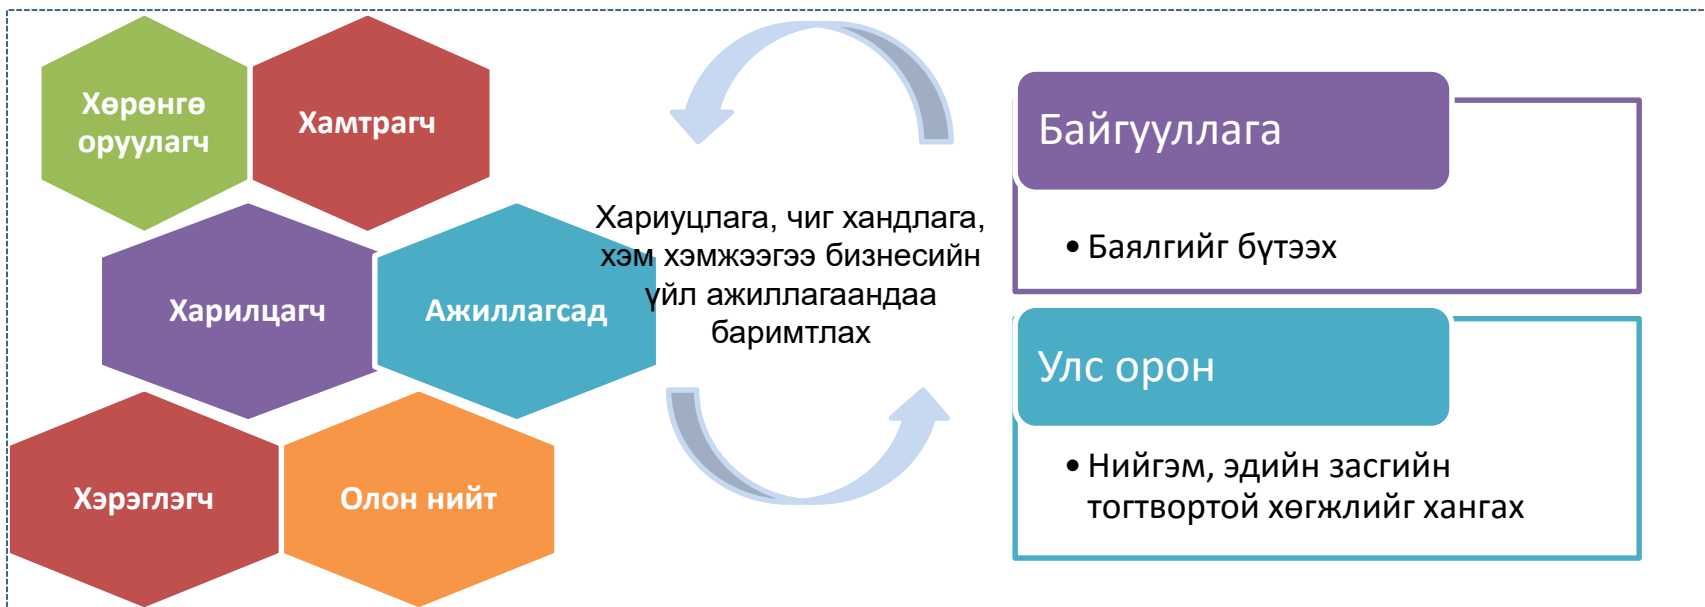 Хөрөнгө
оруулагч
Хамтрагч
Харилцагч
Ажиллагсад
Хэрэглэгч
Олон нийт
Хариуцлага, чиг хандлага,
хэм хэмжээгээ бизнесийн
үйл ажиллагаандаа
баримтлах
Байгууллага
• Баялгийг бүтээх
Улс орон
• Нийгэм, эдийн засгийн
тогтвортой хөгжлийг хангах